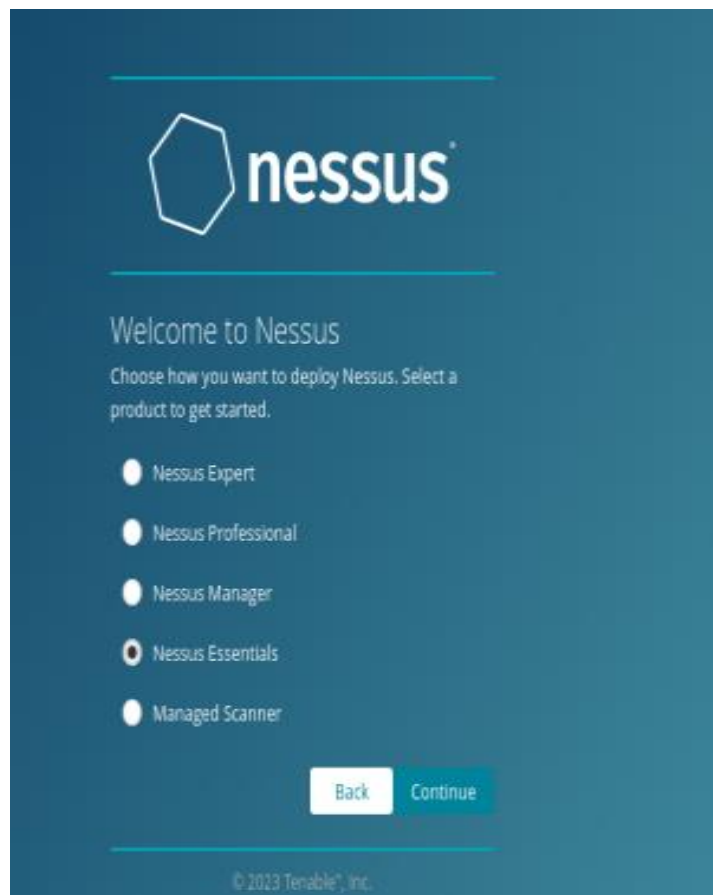 nessus
Welcome to Nessus
Choose how you want to deploy Nessus. Select a
product to get started.
Nessus Expert
Nessus Professional
Nessus Manager
Nessus Essentials
Managed Scanner
Back Continue
© 2023 Tenable™, Inc.